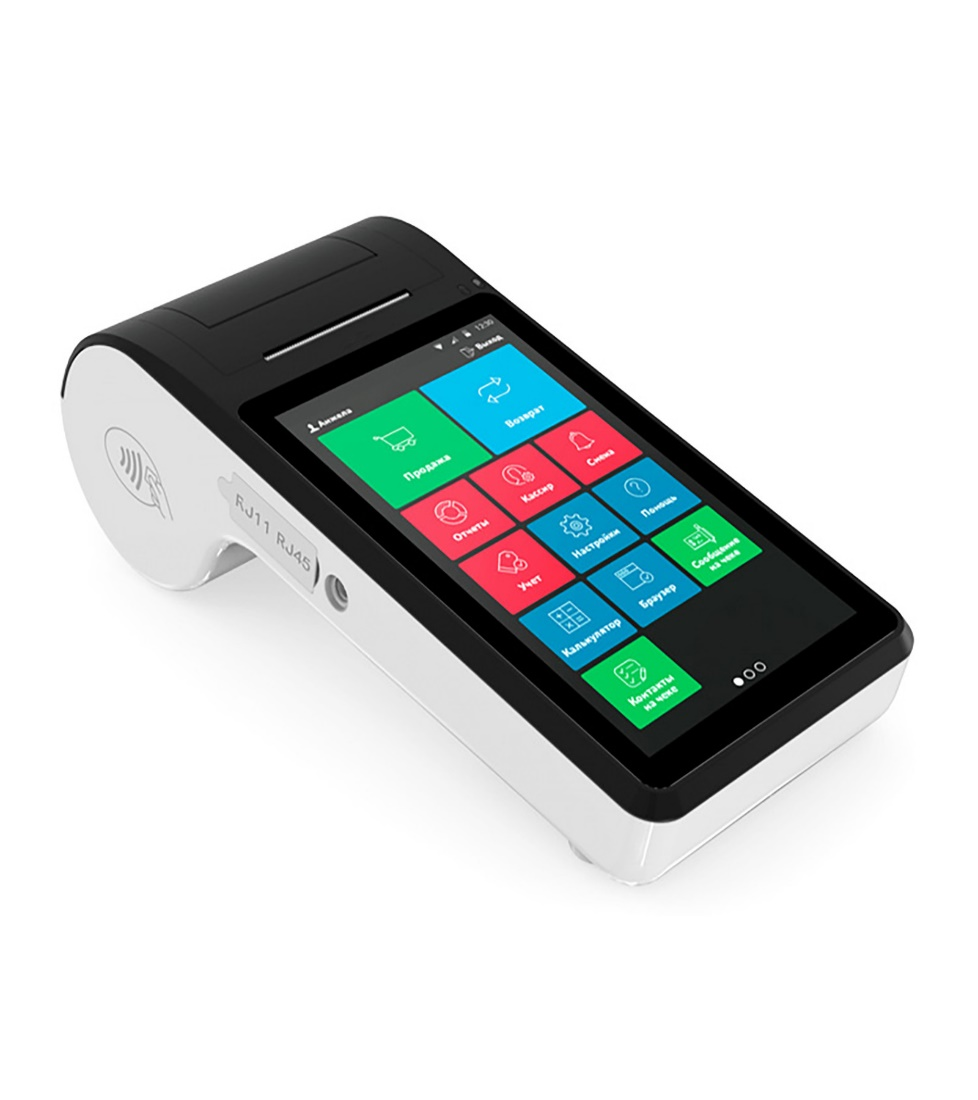 12:30
Выход
Анжела
Продажа
Возврат
Отчеты
Кассир
Смена
Учет
Настройки
Помощь
Калькулятор
Браузер
Сообщение
на чеке
Контакты
на чеке
RJ11 RJ45